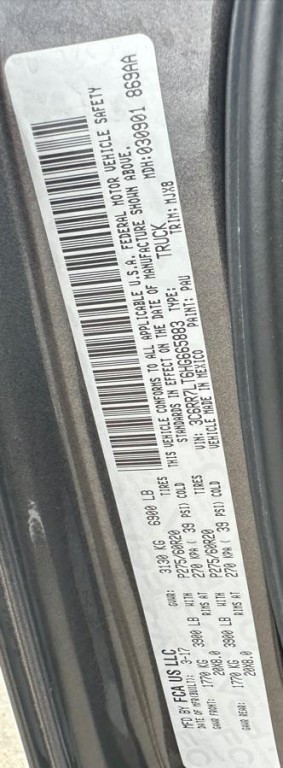 MFD BY FCA US LLC
DATE OF MFR(BUILT): 3-17 GVWR: 3130 KG 6900 LB
GAWR FRONT: 1770 KG 3900 LB WITH P275/60R20 TIRES
20X8.0 RIMS AT 270 KPA ( 39 PSI) COLD
GAWR REAR: 1770 KG 3900 LB WITH P275/60R20 TIRES
20X8.0 RIMS AT 270 KPA ( 39 PSI) COLD
THIS VEHICLE CONFORMS TO ALL APPLICABLE U.S.A. FEDERAL MOTOR VEHICLE SAFETY
STANDARDS IN EFFECT ON THE DATE OF MANUFACTURE SHOWN ABOVE.
VIN: 3C6RR7LT6HG665883 TYPE: TRUCK MDH: 030901 869AA
VEHICLE MADE IN MEXICO PAINT: PAU TRIM: MJX8